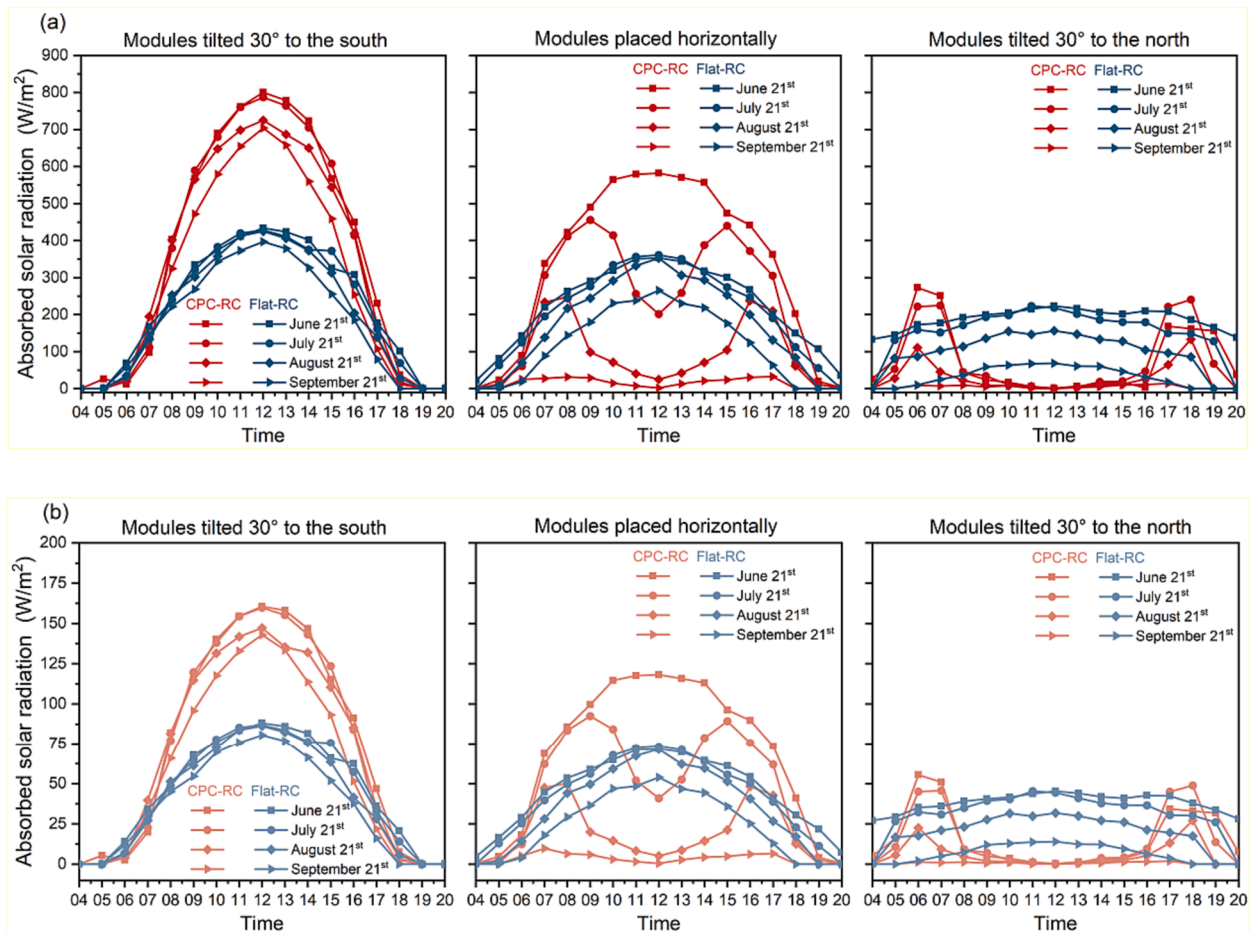 (a)
Modules tilted 30° to the south
Modules placed horizontally
Modules tilted 30° to the north
Absorbed solar radiation (W/m²)
900
800
700
600
500
400
300
200
100
0
CPC-RC Flat-RC
June 21st
July 21st
August 21st
September 21st
CPC-RC Flat-RC
June 21st
July 21st
August 21st
September 21st
CPC-RC Flat-RC
June 21st
July 21st
August 21st
September 21st
04 05 06 07 08 09 10 11 12 13 14 15 16 17 18 19 20
04 05 06 07 08 09 10 11 12 13 14 15 16 17 18 19 20
04 05 06 07 08 09 10 11 12 13 14 15 16 17 18 19 20
Time
Time
Time
(b)
Modules tilted 30° to the south
Modules placed horizontally
Modules tilted 30° to the north
Absorbed solar radiation (W/m²)
200
175
150
125
100
75
50
25
0
CPC-RC Flat-RC
June 21st
July 21st
August 21st
September 21st
CPC-RC Flat-RC
June 21st
July 21st
August 21st
September 21st
CPC-RC Flat-RC
June 21st
July 21st
August 21st
September 21st
04 05 06 07 08 09 10 11 12 13 14 15 16 17 18 19 20
04 05 06 07 08 09 10 11 12 13 14 15 16 17 18 19 20
04 05 06 07 08 09 10 11 12 13 14 15 16 17 18 19 20
Time
Time
Time